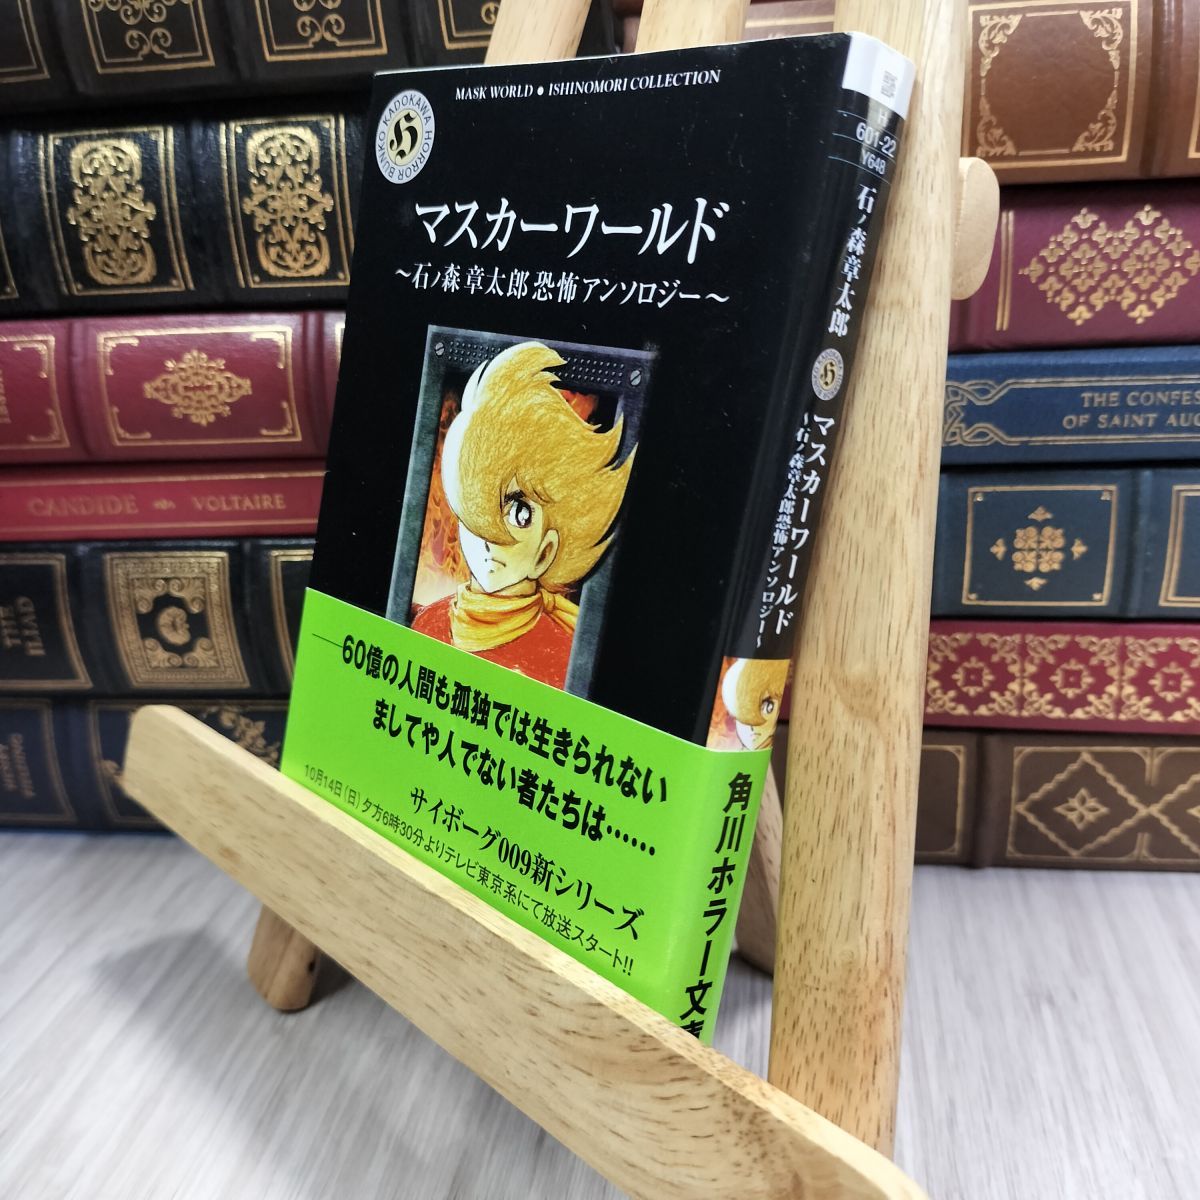 MASK WORLD ● ISHINOMORI COLLECTION
BUNKO KADOKAWA HORROR
H
マスカーワールド
〜石ノ森章太郎 恐怖アンソロジー〜
―60億の人間も孤独では生きられない
ましてや人でない者たちは……
サイボーグ009新シリーズ
10月14日(日)夕方6時30分よりテレビ東京系にて放送スタート!!
H
601-22
Y648
石ノ森章太郎
マスカーワールド
〜石ノ森章太郎恐怖アンソロジー〜
角川ホラー文庫
CANDIDE VOLTAIRE
THE CONFES
OF SAINT AUG